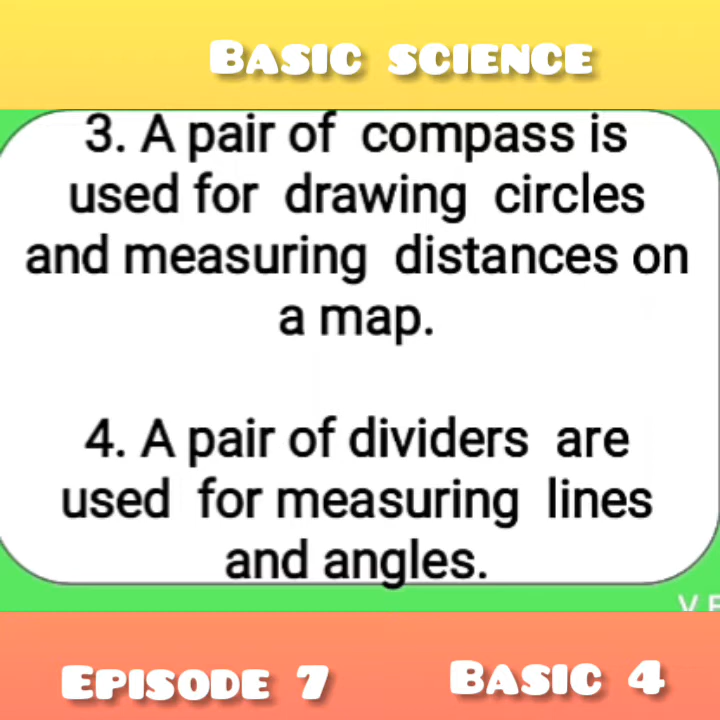 BASIC SCIENCE
3. A pair of compass is
used for drawing circles
and measuring distances on
a map.
4. A pair of dividers are
used for measuring lines
and angles.
EPISODE 7
BASIC 4